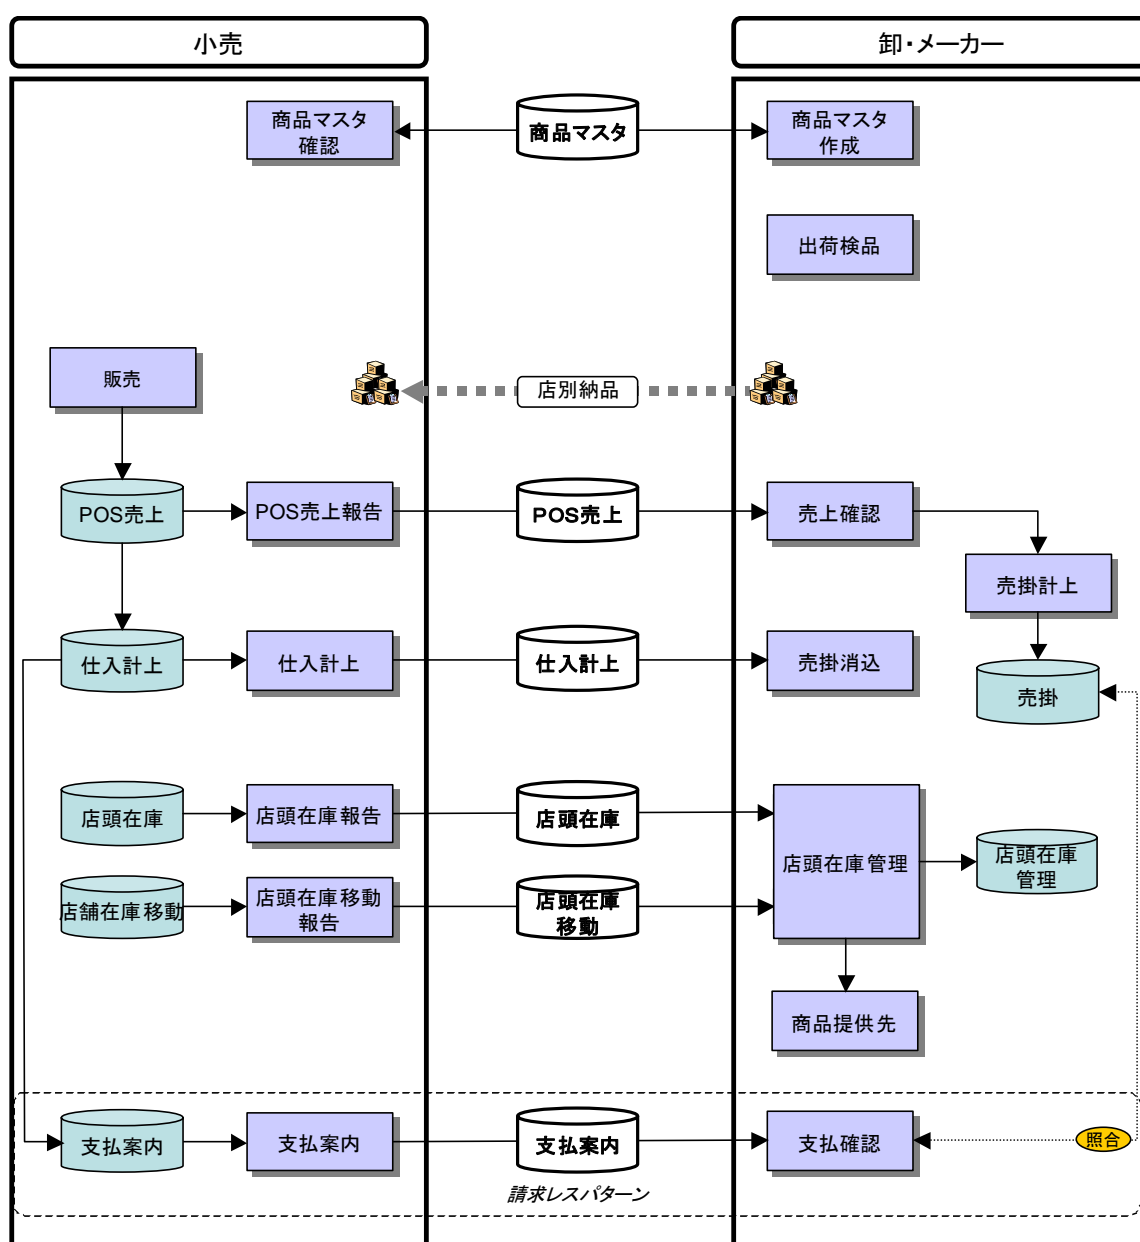 小売
卸・メーカー
商品マスタ
確認
商品マスタ
商品マスタ
作成
出荷検品
販売
店別納品
POS売上
POS売上報告
POS売上
売上確認
売掛計上
仕入計上
仕入計上
仕入計上
売掛消込
売掛
店頭在庫
店頭在庫報告
店頭在庫
店頭在庫管理
店頭在庫
管理
店舗在庫移動
店頭在庫移動
報告
店頭在庫
移動
商品提供先
支払案内
支払案内
支払案内
支払確認
照合
請求レスパターン